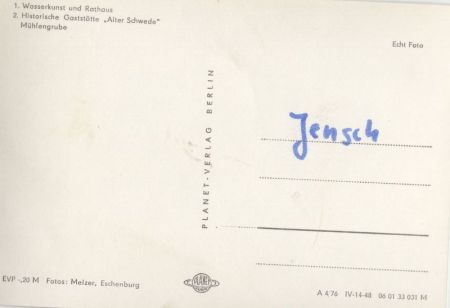 1. Wasserkunst und Rathaus
2. Historische Gaststätte „Alter Schwede"
Mühlengrube
Echt Foto
PLANET-VERLAG BERLIN
Jensch
EVP -,20 M Fotos: Melzer, Eschenburg
PLANET
A 4/76 IV-14-48 06 01 33 031 M